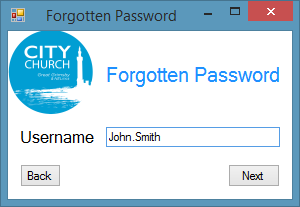 Forgotten Password
CITY
CHURCH
Forgotten Password
Username
John.Smith
Back
Next